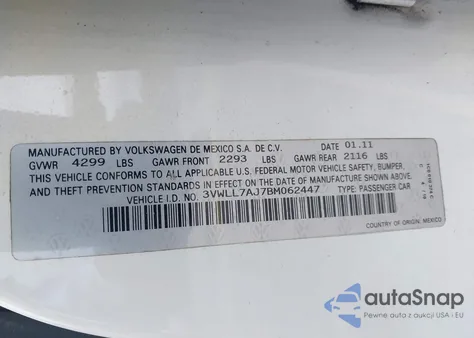 MANUFACTURED BY VOLKSWAGEN DE MEXICO S.A. DE C.V. DATE 01.11
GVWR 4299 LBS GAWR FRONT 2293 LBS GAWR REAR 2116 LBS
THIS VEHICLE CONFORMS TO ALL APPLICABLE U.S. FEDERAL MOTOR VEHICLE SAFETY, BUMPER,
AND THEFT PREVENTION STANDARDS IN EFFECT ON THE DATE OF MANUFACTURE SHOWN ABOVE.
VEHICLE I.D. NO. 3VWLL7AJ7BM062447 TYPE: PASSENGER CAR
COUNTRY OF ORIGIN: MEXICO
autoSnap
Pewne auto z aukcji USA i EU